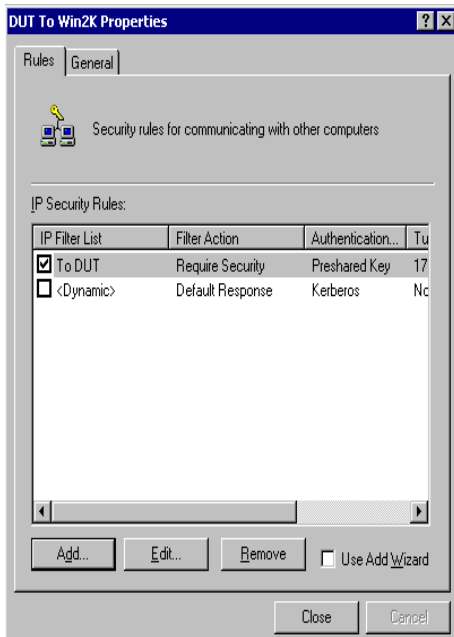 DUT To Win2K Properties
Rules General
Security rules for communicating with other computers
IP Security Rules:
IP Filter List Filter Action Authentication... Tu
To DUT Require Security Preshared Key 17
<Dynamic> Default Response Kerberos No
Add... Edit... Remove Use Add Wizard
Close Cancel